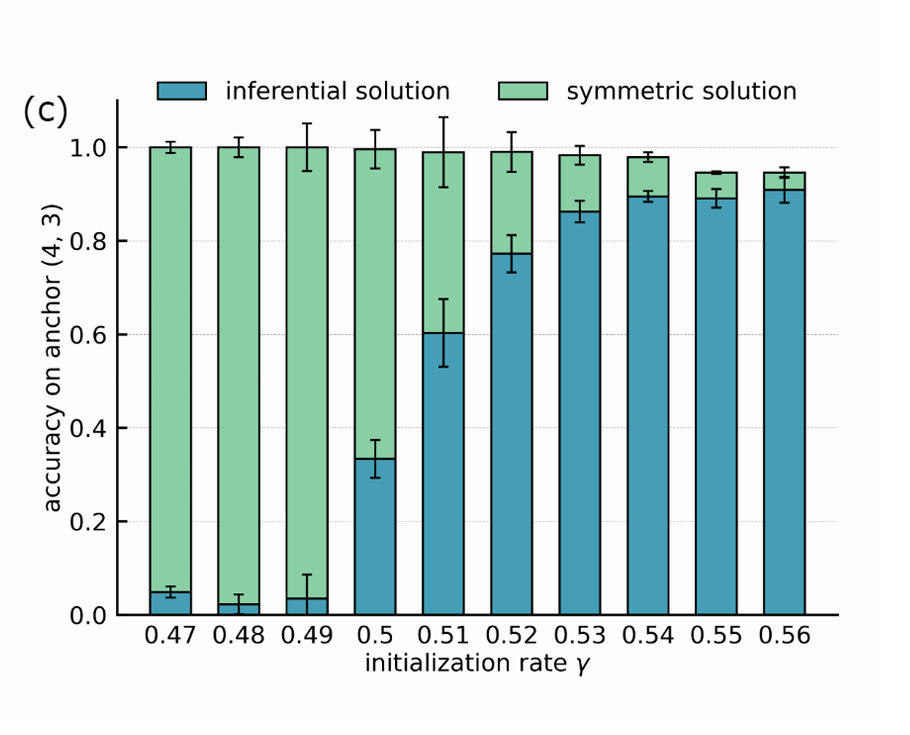 (c)
inferential solution symmetric solution
accuracy on anchor (4, 3)
1.0
0.8
0.6
0.4
0.2
0.0
0.47 0.48 0.49 0.5 0.51 0.52 0.53 0.54 0.55 0.56
initialization rate γ